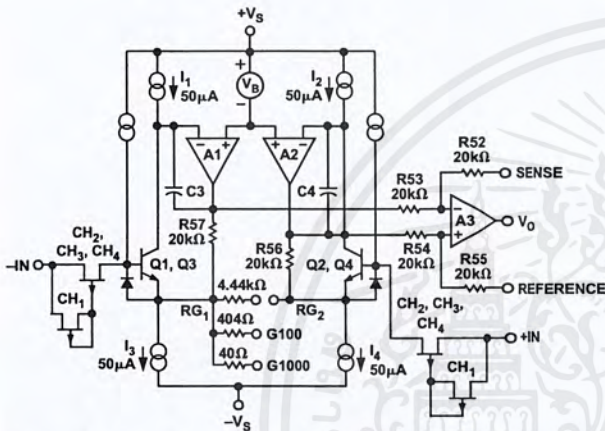 +VS
I1
50µA
+
VB
−
I2
50µA
− +
A1
+ −
A2
C3
C4
R57
20kΩ
R56
20kΩ
R53
20kΩ
R54
20kΩ
R52
20kΩ
SENSE
−
A3
+
VO
R55
20kΩ
REFERENCE
−IN
CH2,
CH3, CH4
CH1
Q1, Q3
Q2, Q4
4.44kΩ
RG1
RG2
404Ω
G100
40Ω
G1000
I3
50µA
I4
50µA
CH2, CH3,
CH4
+IN
CH1
−VS